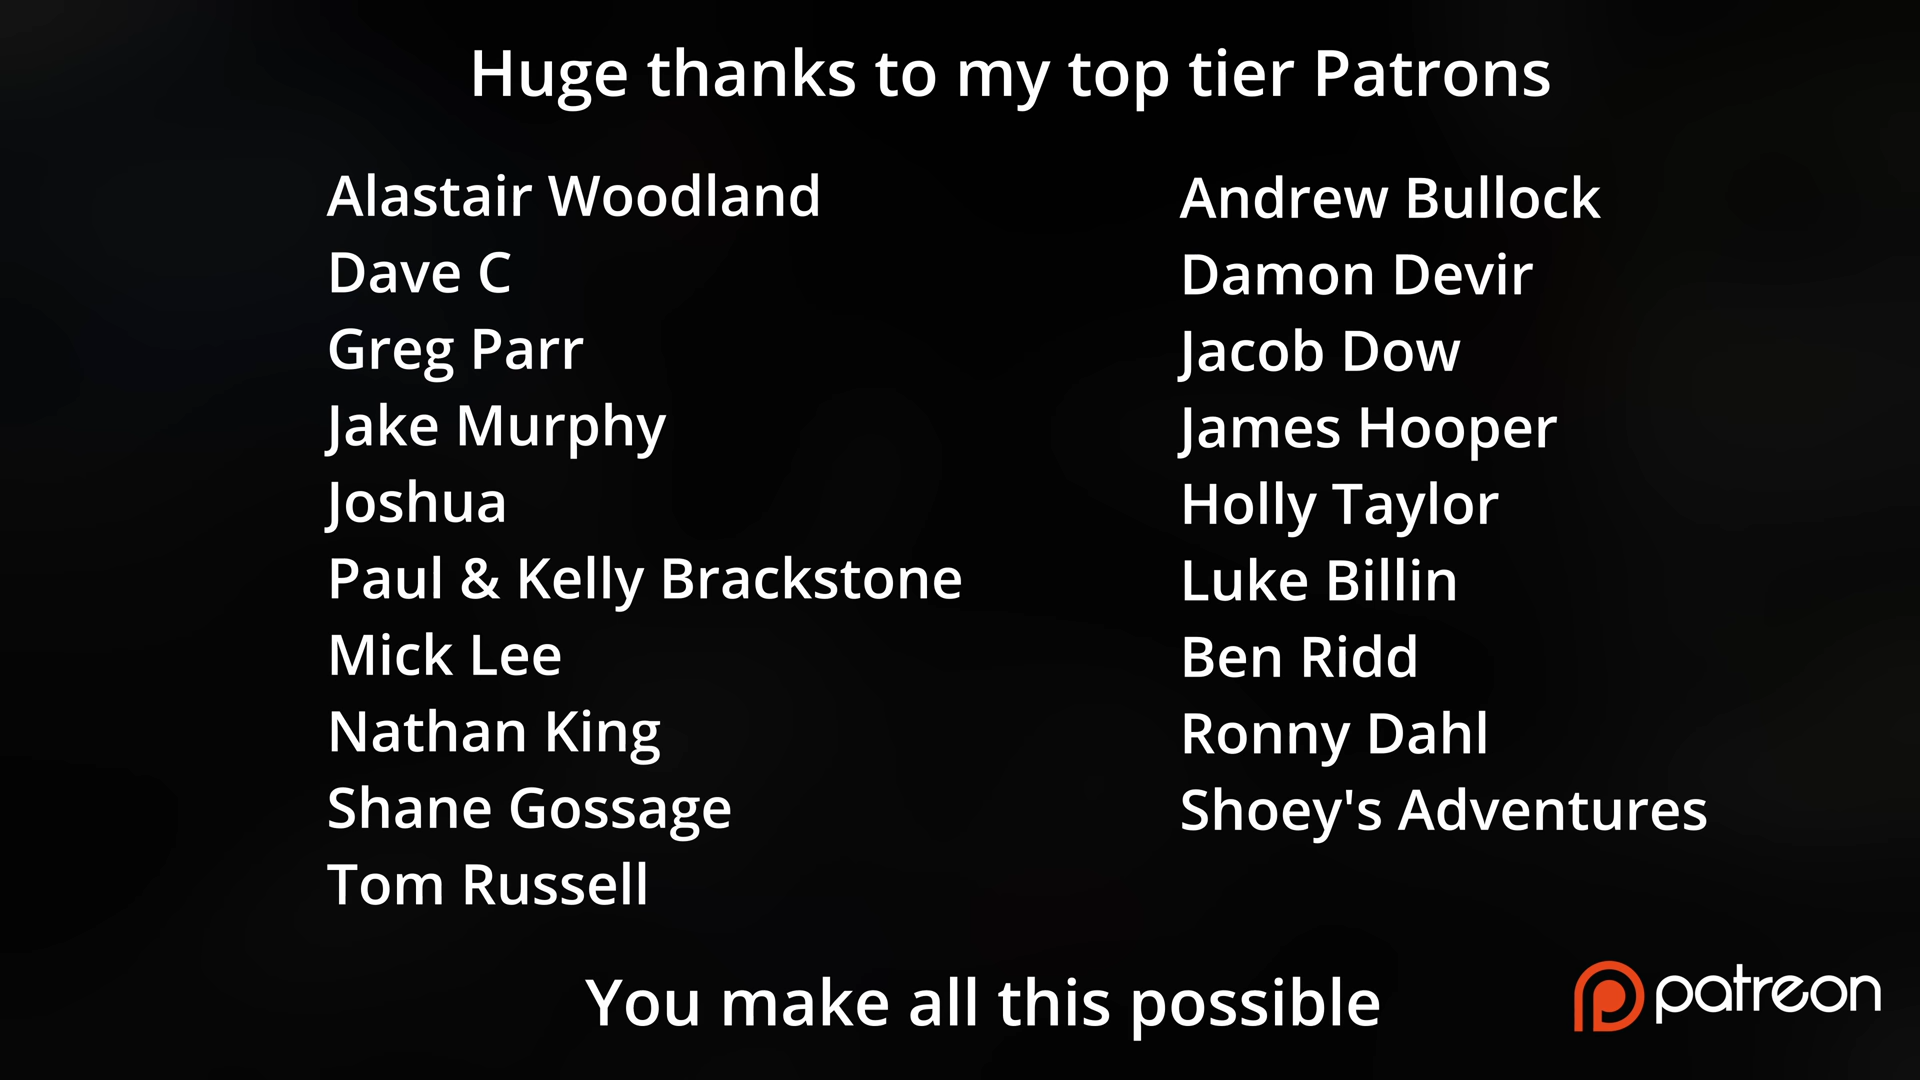 Huge thanks to my top tier Patrons
Alastair Woodland
Dave C
Greg Parr
Jake Murphy
Joshua
Paul & Kelly Brackstone
Mick Lee
Nathan King
Shane Gossage
Tom Russell
Andrew Bullock
Damon Devir
Jacob Dow
James Hooper
Holly Taylor
Luke Billin
Ben Ridd
Ronny Dahl
Shoey's Adventures
You make all this possible
patreon